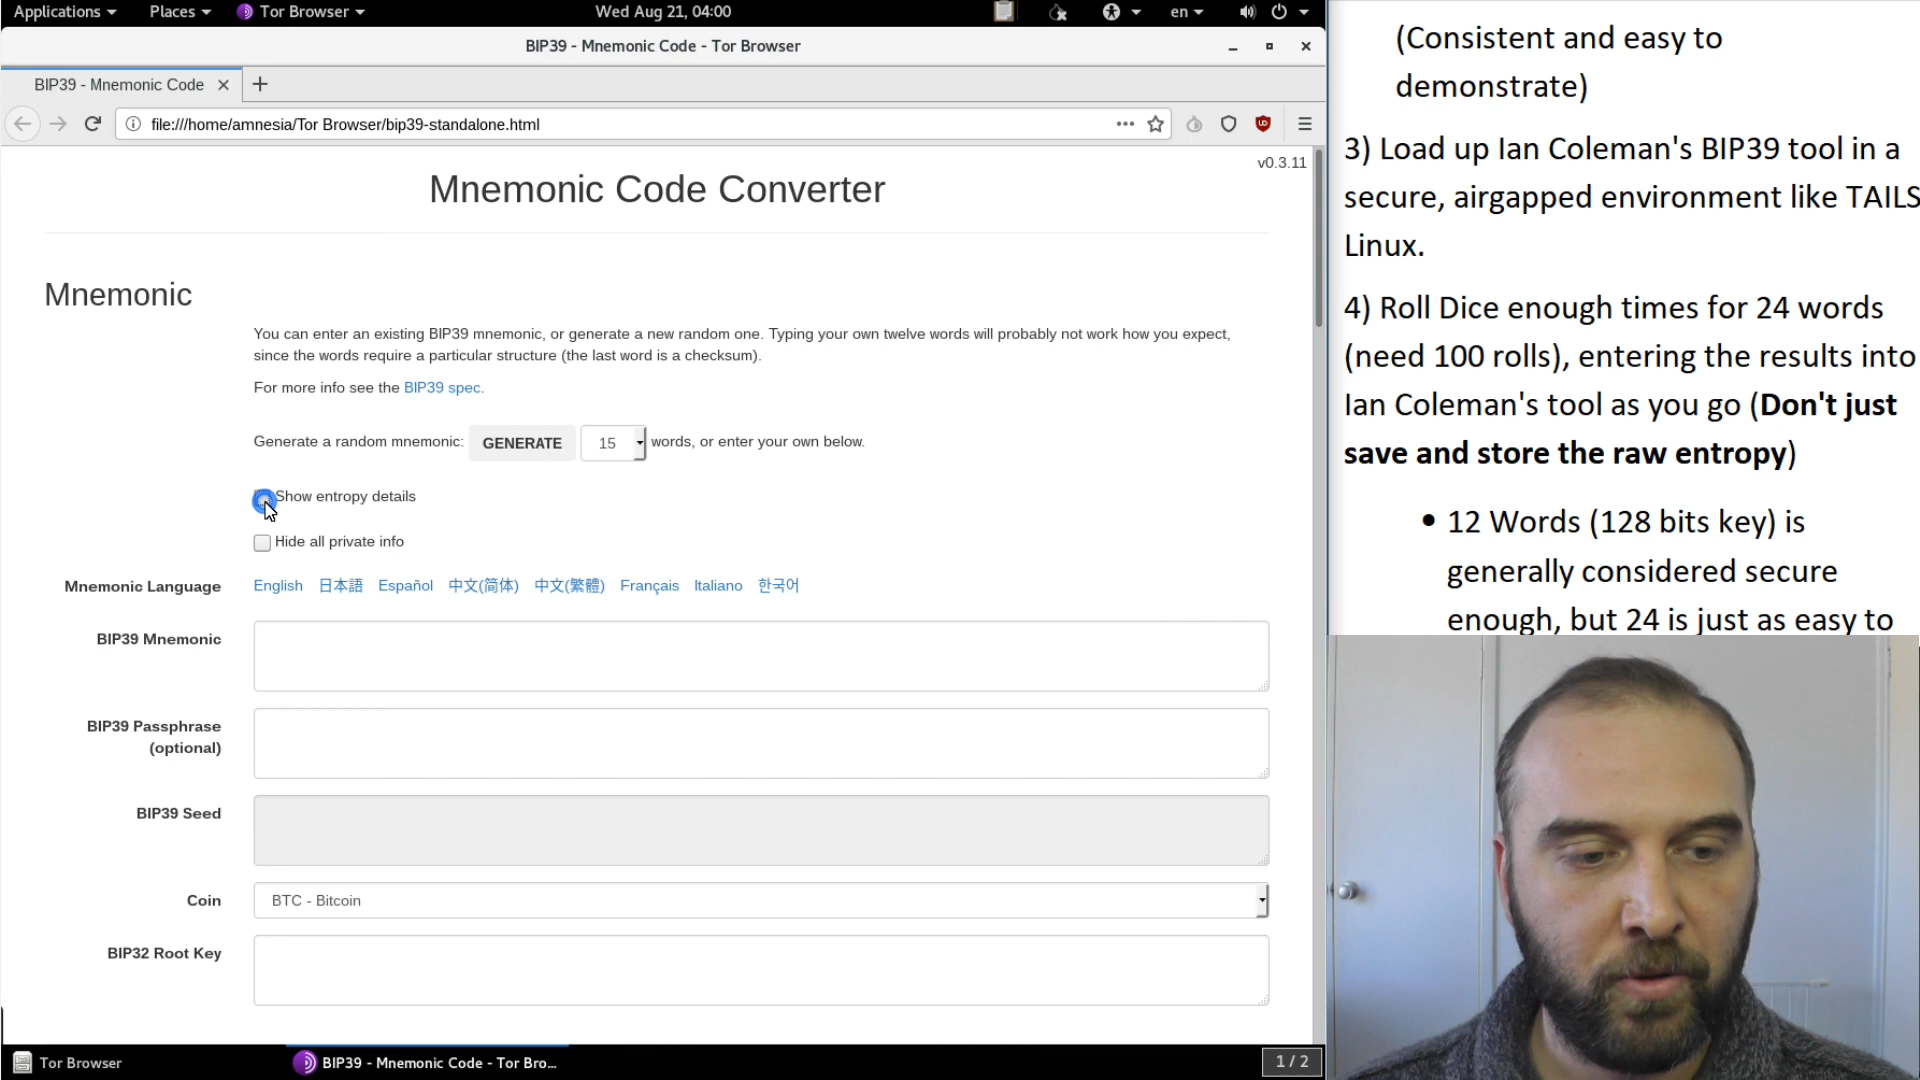 Applications Places Tor Browser Wed Aug 21, 04:00 en
BIP39 - Mnemonic Code - Tor Browser
BIP39 - Mnemonic Code
file:///home/amnesia/Tor Browser/bip39-standalone.html
v0.3.11
Mnemonic Code Converter
Mnemonic
You can enter an existing BIP39 mnemonic, or generate a new random one. Typing your own twelve words will probably not work how you expect,
since the words require a particular structure (the last word is a checksum).
For more info see the BIP39 spec.
Generate a random mnemonic: GENERATE 15 words, or enter your own below.
Show entropy details
Hide all private info
Mnemonic Language English 日本語 Español 中文(简体) 中文(繁體) Français Italiano 한국어
BIP39 Mnemonic
BIP39 Passphrase
(optional)
BIP39 Seed
Coin BTC - Bitcoin
BIP32 Root Key
Tor Browser BIP39 - Mnemonic Code - Tor Bro... 1 / 2
(Consistent and easy to
demonstrate)
3) Load up Ian Coleman's BIP39 tool in a
secure, airgapped environment like TAILS
Linux.
4) Roll Dice enough times for 24 words
(need 100 rolls), entering the results into
Ian Coleman's tool as you go (Don't just
save and store the raw entropy)
• 12 Words (128 bits key) is
generally considered secure
enough, but 24 is just as easy to